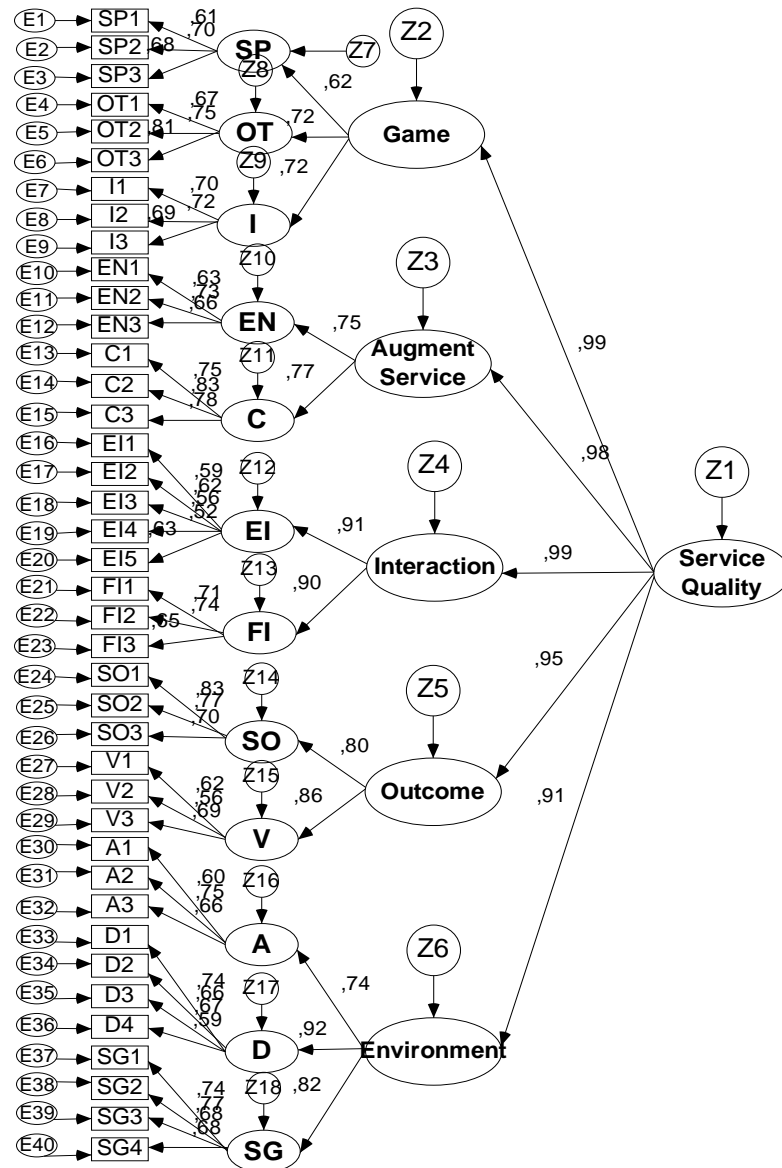 E1 SP1 ,61
E2 SP2 ,68 ,70 SP Z7 Z2
E3 SP3 Z8 ,62
E4 OT1 ,67
E5 OT2 ,81 ,75 OT ,72 Game
E6 OT3 Z9 ,72
E7 I1 ,70
E8 I2 ,69 ,72 I
E9 I3
E10 EN1 Z10 Z3
E11 EN2 ,63 ,73
E12 EN3 ,66 EN ,75
E13 C1 Z11 Augment
Service ,99
E14 C2 ,75 ,83 ,77
E15 C3 ,78 C
E16 EI1 ,98
E17 EI2 ,59 ,62 Z12 Z4 Z1
E18 EI3 ,56
E19 EI4 ,63 ,52 EI ,91 ,99
E20 EI5 Z13 Interaction Service
Quality
E21 FI1 ,71 ,90
E22 FI2 ,74 FI
E23 FI3 ,65 ,95
E24 SO1 ,83 Z14 Z5
E25 SO2 ,77
E26 SO3 ,70 SO ,80
E27 V1 Z15
E28 V2 ,62 ,56 Outcome ,91
E29 V3 ,69 V ,86
E30 A1
E31 A2 ,60 ,75 Z16
E32 A3 ,66
E33 D1 A Z6
E34 D2 ,74 ,66 Z17 ,74
E35 D3 ,67
E36 D4 ,59 D ,92 Environment
E37 SG1
E38 SG2 ,74 ,77 Z18 ,82
E39 SG3 ,68
E40 SG4 ,68 SG